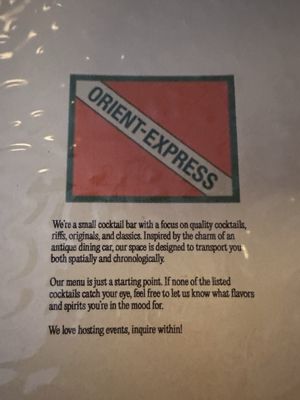 ORIENT-EXPRESS
We're a small cocktail bar with a focus on quality cocktails,
riffs, originals, and classics. Inspired by the charm of an
antique dining car, our space is designed to transport you
both spatially and chronologically.
Our menu is just a starting point. If none of the listed
cocktails catch your eye, feel free to let us know what flavors
and spirits you're in the mood for.
We love hosting events, inquire within!